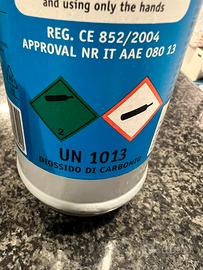 and using only the hands
REG. CE 852/2004
APPROVAL NR IT AAE 080 13
2
UN 1013
DIOSSIDO DI CARBONIO